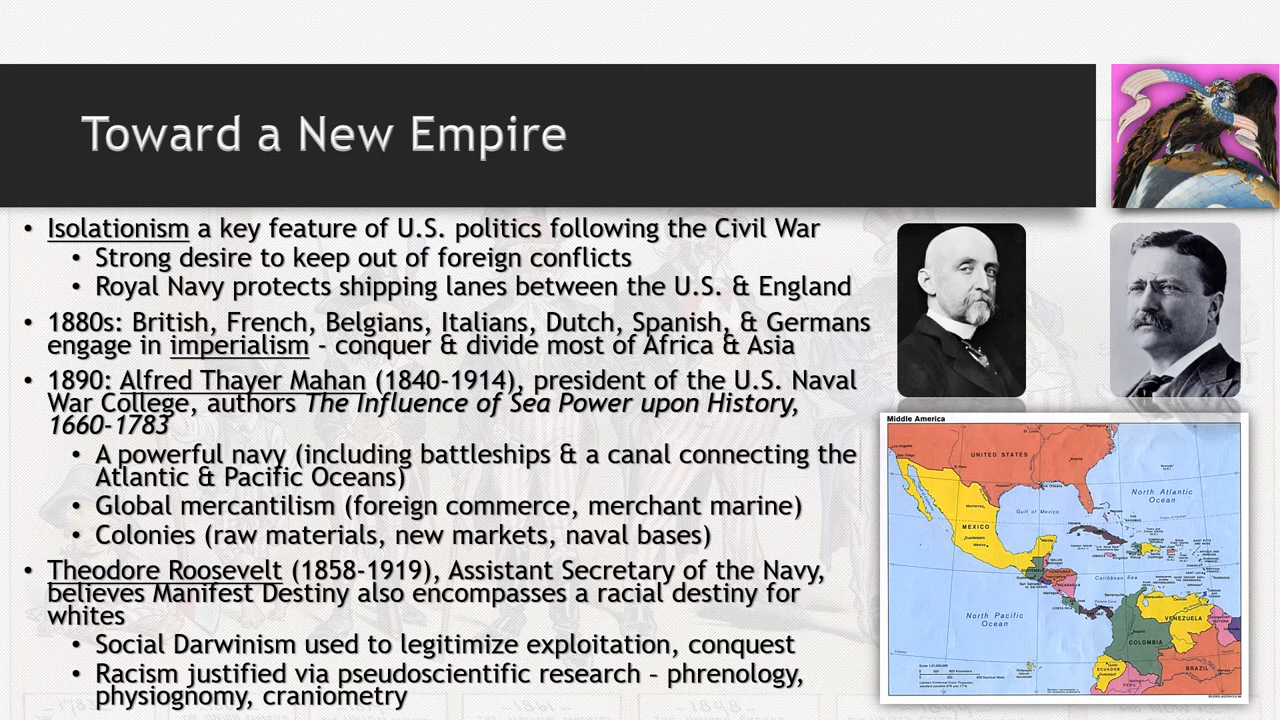 Toward a New Empire
• Isolationism a key feature of U.S. politics following the Civil War
• Strong desire to keep out of foreign conflicts
• Royal Navy protects shipping lanes between the U.S. & England
• 1880s: British, French, Belgians, Italians, Dutch, Spanish, & Germans
engage in imperialism - conquer & divide most of Africa & Asia
• 1890: Alfred Thayer Mahan (1840-1914), president of the U.S. Naval
War College, authors The Influence of Sea Power upon History,
1660-1783
• A powerful navy (including battleships & a canal connecting the
Atlantic & Pacific Oceans)
• Global mercantilism (foreign commerce, merchant marine)
• Colonies (raw materials, new markets, naval bases)
• Theodore Roosevelt (1858-1919), Assistant Secretary of the Navy,
believes Manifest Destiny also encompasses a racial destiny for
whites
• Social Darwinism used to legitimize exploitation, conquest
• Racism justified via pseudoscientific research – phrenology,
physiognomy, craniometry
Middle America
UNITED STATES
North Atlantic
Ocean
Gulf of Mexico
MEXICO
Caribbean Sea
North Pacific
Ocean
VENEZUELA
COLOMBIA
ECUADOR
BRAZIL